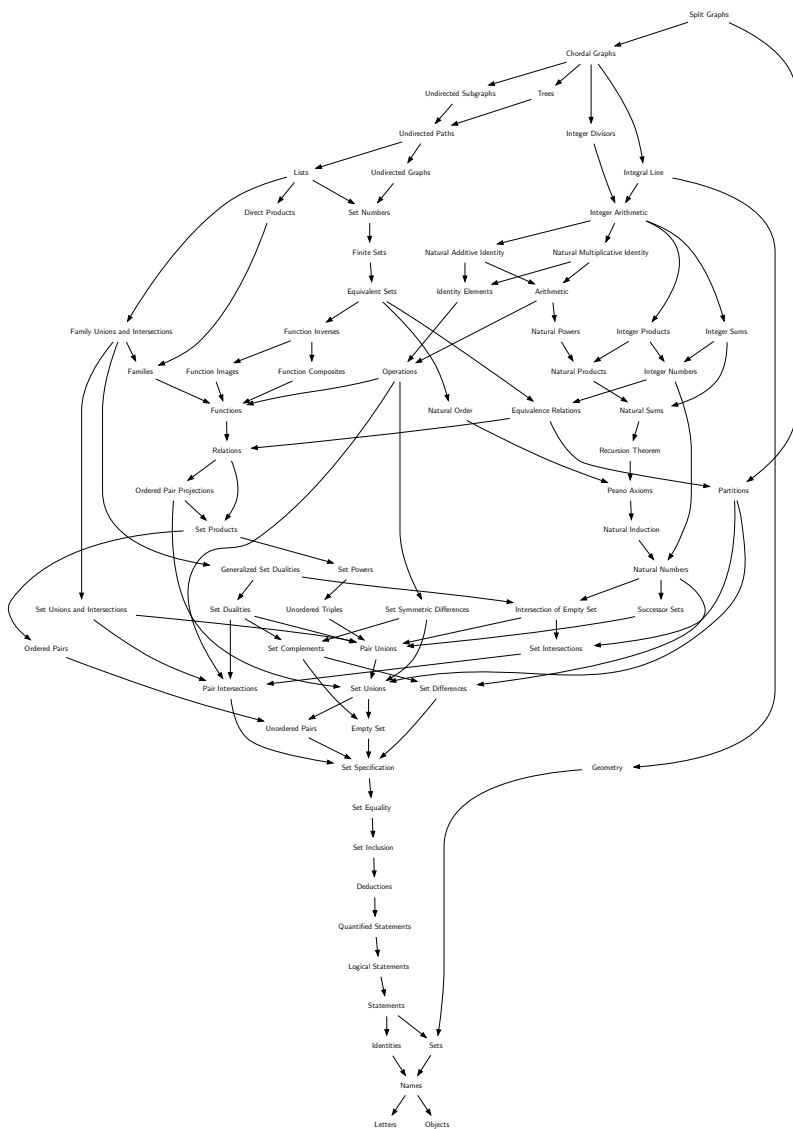 Split Graphs
Chordal Graphs
Undirected Subgraphs
Trees
Undirected Paths
Integer Divisors
Lists
Undirected Graphs
Integral Line
Direct Products
Set Numbers
Integer Arithmetic
Finite Sets
Natural Additive Identity
Natural Multiplicative Identity
Equivalent Sets
Identity Elements
Arithmetic
Family Unions and Intersections
Function Inverses
Natural Powers
Integer Products
Integer Sums
Families
Function Images
Function Composites
Operations
Natural Products
Integer Numbers
Functions
Natural Order
Equivalence Relations
Natural Sums
Relations
Recursion Theorem
Ordered Pair Projections
Peano Axioms
Partitions
Set Products
Natural Induction
Generalized Set Dualities
Set Powers
Natural Numbers
Set Unions and Intersections
Set Dualities
Unordered Triples
Set Symmetric Differences
Intersection of Empty Set
Successor Sets
Ordered Pairs
Set Complements
Pair Unions
Set Intersections
Pair Intersections
Set Unions
Set Differences
Unordered Pairs
Empty Set
Set Specification
Geometry
Set Equality
Set Inclusion
Deductions
Quantified Statements
Logical Statements
Statements
Identities
Sets
Names
Letters
Objects